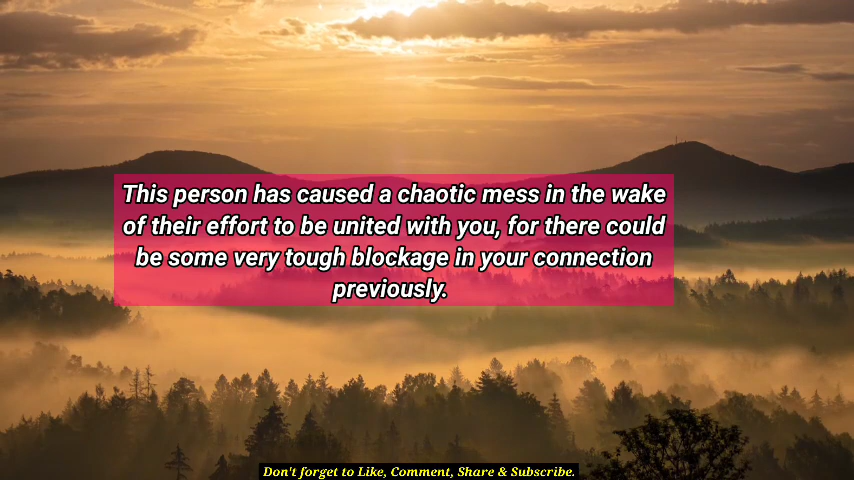 This person has caused a chaotic mess in the wake
of their effort to be united with you, for there could
be some very tough blockage in your connection
previously.
Don't forget to Like, Comment, Share & Subscribe.